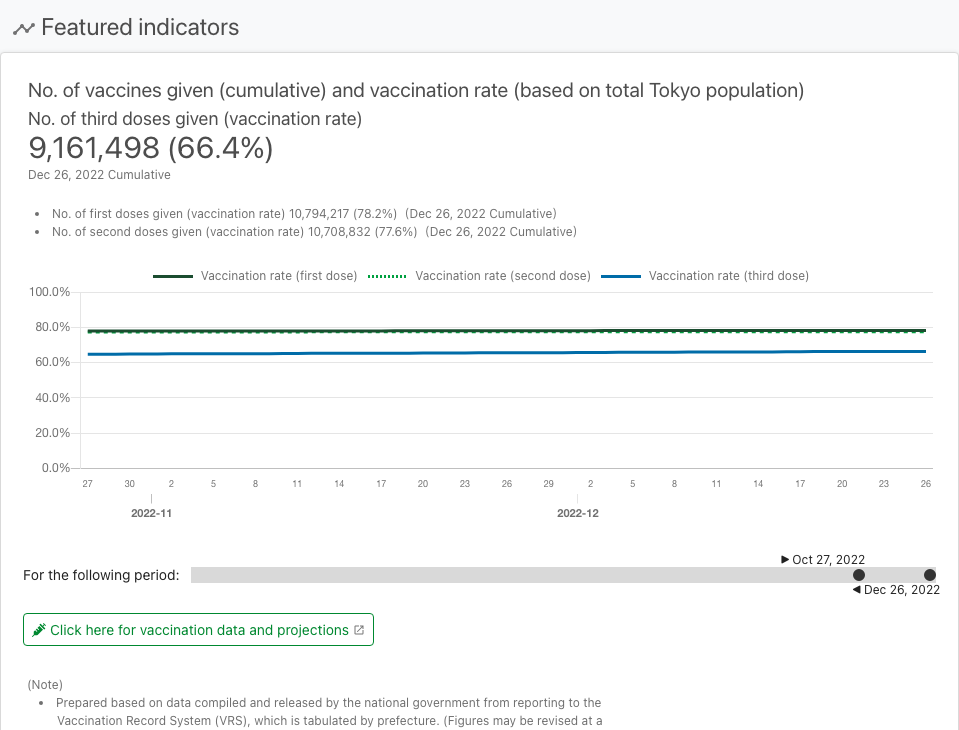 Featured indicators
No. of vaccines given (cumulative) and vaccination rate (based on total Tokyo population)
No. of third doses given (vaccination rate)
9,161,498 (66.4%)
Dec 26, 2022 Cumulative
• No. of first doses given (vaccination rate) 10,794,217 (78.2%) (Dec 26, 2022 Cumulative)
• No. of second doses given (vaccination rate) 10,708,832 (77.6%) (Dec 26, 2022 Cumulative)
Vaccination rate (first dose) Vaccination rate (second dose) Vaccination rate (third dose)
100.0%
80.0%
60.0%
40.0%
20.0%
0.0%
27 30 2 5 8 11 14 17 20 23 26 29 2 5 8 11 14 17 20 23 26
2022-11 2022-12
Oct 27, 2022
For the following period:
Dec 26, 2022
Click here for vaccination data and projections
(Note)
• Prepared based on data compiled and released by the national government from reporting to the
Vaccination Record System (VRS), which is tabulated by prefecture. (Figures may be revised at a